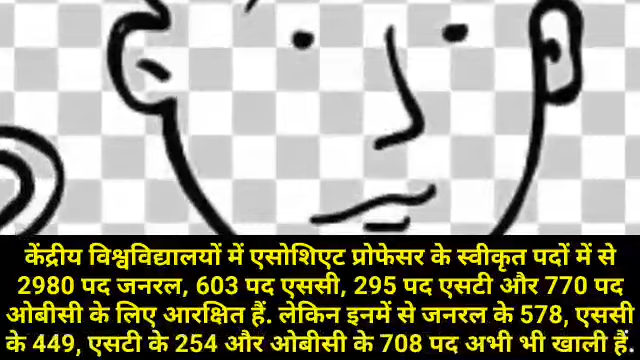 केंद्रीय विश्वविद्यालयों में एसोशिएट प्रोफेसर के स्वीकृत पदों में से
2980 पद जनरल, 603 पद एससी, 295 पद एसटी और 770 पद
ओबीसी के लिए आरक्षित हैं. लेकिन इनमें से जनरल के 578, एससी
के 449, एसटी के 254 और ओबीसी के 708 पद अभी भी खाली हैं.